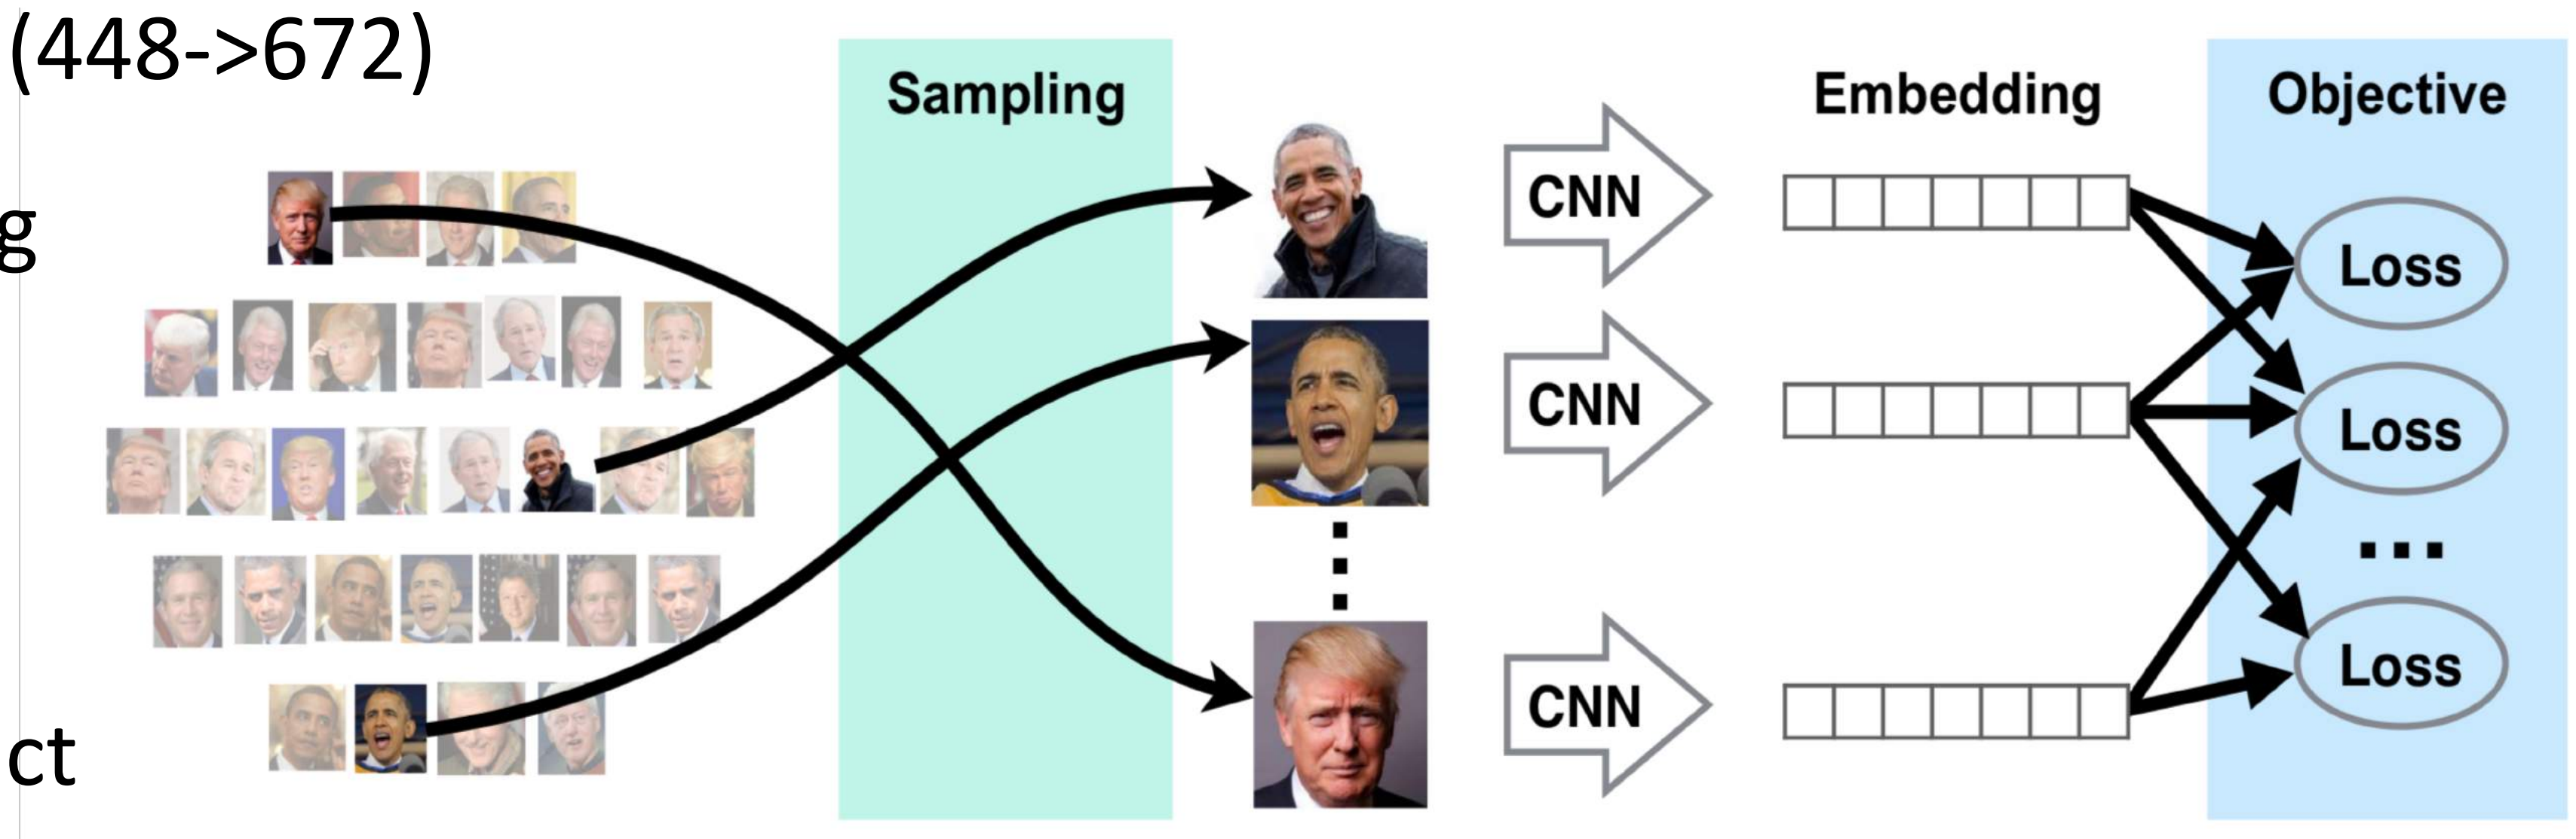 (448->672)
Sampling
Embedding
Objective
g
CNN
Loss
CNN
Loss
...
CNN
Loss
ct